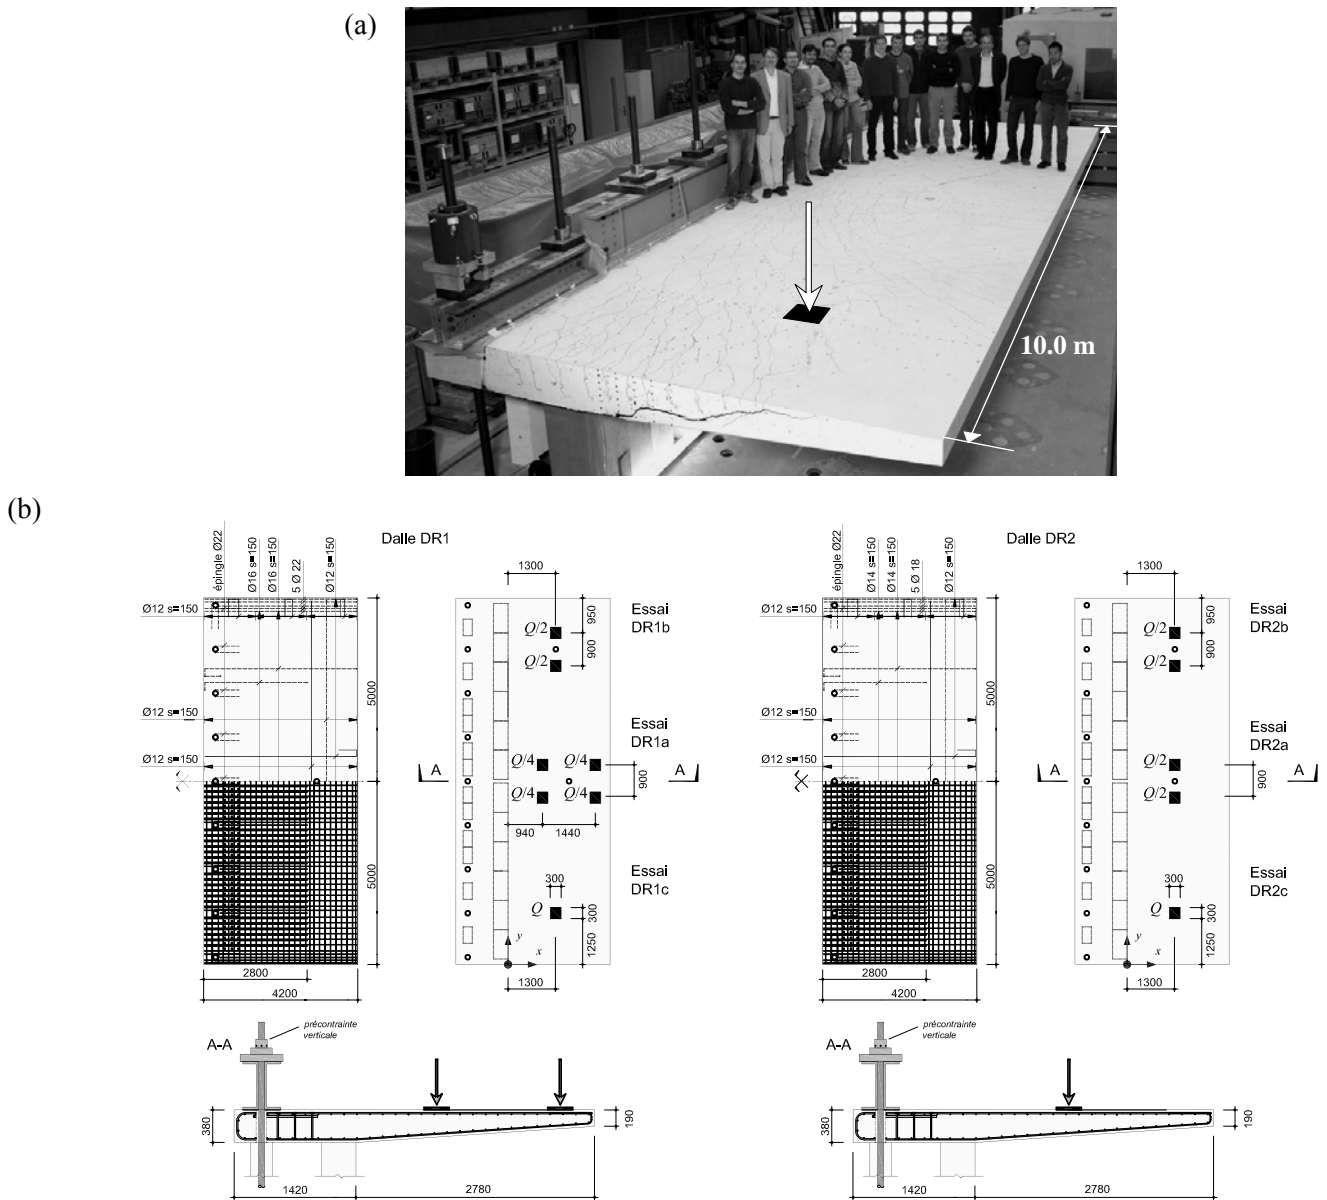 (a)
10.0 m
(b)
Dalle DR1
épingle Ø22
Ø16 s=150
Ø16 s=150
5 Ø 22
Ø12 s=150
Ø12 s=150
Ø12 s=150
Ø12 s=150
5000
5000
2800
4200
1300
Q/2
Q/2
950
900
Essai
DR1b
Essai
DR1a
Q/4
Q/4
Q/4
Q/4
A
A
900
940
1440
Essai
DR1c
300
Q
300
1250
y
x
1300
Dalle DR2
épingle Ø22
Ø14 s=150
Ø14 s=150
5 Ø 18
Ø12 s=150
Ø12 s=150
Ø12 s=150
Ø12 s=150
5000
5000
2800
4200
1300
Q/2
Q/2
950
900
Essai
DR2b
Essai
DR2a
Q/2
Q/2
A
A
900
Essai
DR2c
300
Q
300
1250
y
x
1300
A-A
précontrainte
verticale
380
190
1420
2780
A-A
précontrainte
verticale
380
190
1420
2780